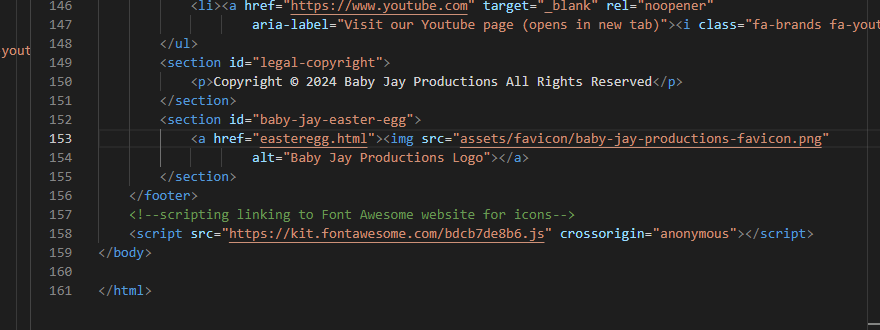 146 <li><a href="https://www.youtube.com" target="_blank" rel="noopener"
147 aria-label="Visit our Youtube page (opens in new tab)"><i class="fa-brands fa-yout
148 </ul>
yout
149 <section id="legal-copyright">
150 <p>Copyright © 2024 Baby Jay Productions All Rights Reserved</p>
151 </section>
152 <section id="baby-jay-easter-egg">
153 <a href="easteregg.html"><img src="assets/favicon/baby-jay-productions-favicon.png"
154 alt="Baby Jay Productions Logo"></a>
155 </section>
156 </footer>
157 <!--scripting linking to Font Awesome website for icons-->
158 <script src="https://kit.fontawesome.com/bdcb7de8b6.js" crossorigin="anonymous"></script>
159 </body>
160
161 </html>